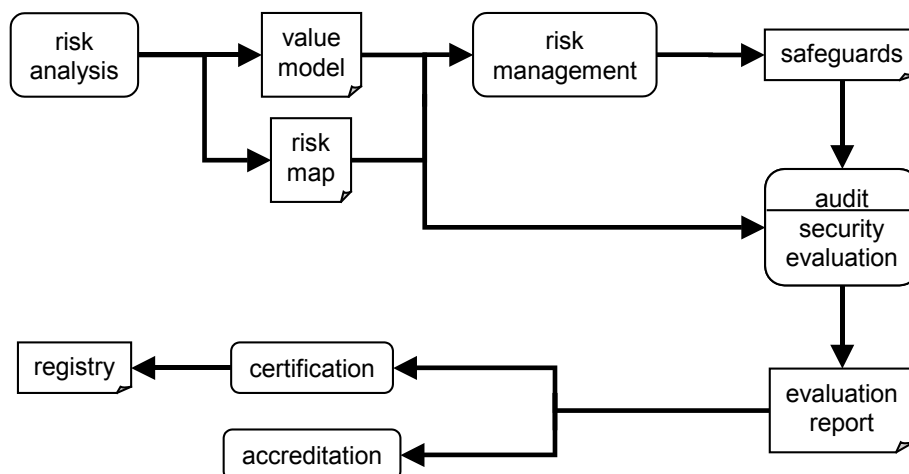 risk
analysis
value
model
risk
management
safeguards
risk
map
audit
security
evaluation
registry
certification
evaluation
report
accreditation